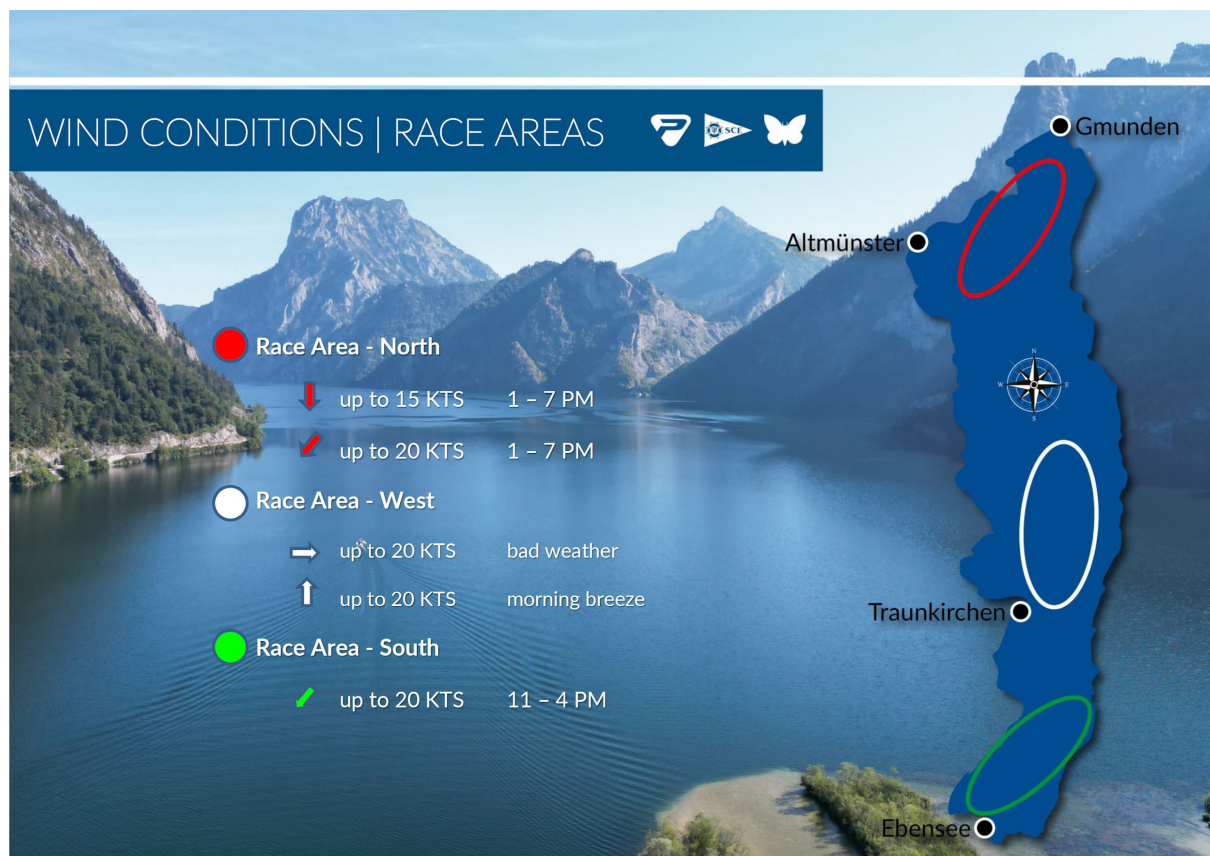 WIND CONDITIONS | RACE AREAS
SCE
Gmunden
Altmünster
Race Area - North
up to 15 KTS 1 – 7 PM
up to 20 KTS 1 – 7 PM
Race Area - West
up to 20 KTS bad weather
up to 20 KTS morning breeze
Race Area - South
up to 20 KTS 11 – 4 PM
N
W E
S
Traunkirchen
Ebensee